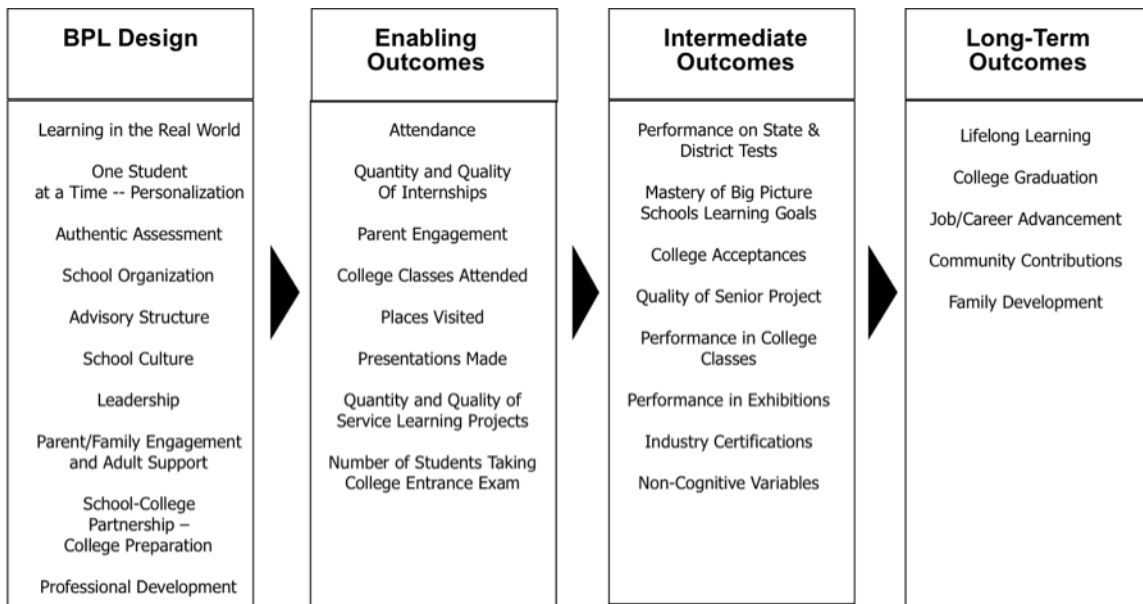 BPL Design
Learning in the Real World
One Student
at a Time -- Personalization
Authentic Assessment
School Organization
Advisory Structure
School Culture
Leadership
Parent/Family Engagement
and Adult Support
School-College
Partnership –
College Preparation
Professional Development
Enabling
Outcomes
Attendance
Quantity and Quality
Of Internships
Parent Engagement
College Classes Attended
Places Visited
Presentations Made
Quantity and Quality of
Service Learning Projects
Number of Students Taking
College Entrance Exam
Intermediate
Outcomes
Performance on State &
District Tests
Mastery of Big Picture
Schools Learning Goals
College Acceptances
Quality of Senior Project
Performance in College
Classes
Performance in Exhibitions
Industry Certifications
Non-Cognitive Variables
Long-Term
Outcomes
Lifelong Learning
College Graduation
Job/Career Advancement
Community Contributions
Family Development